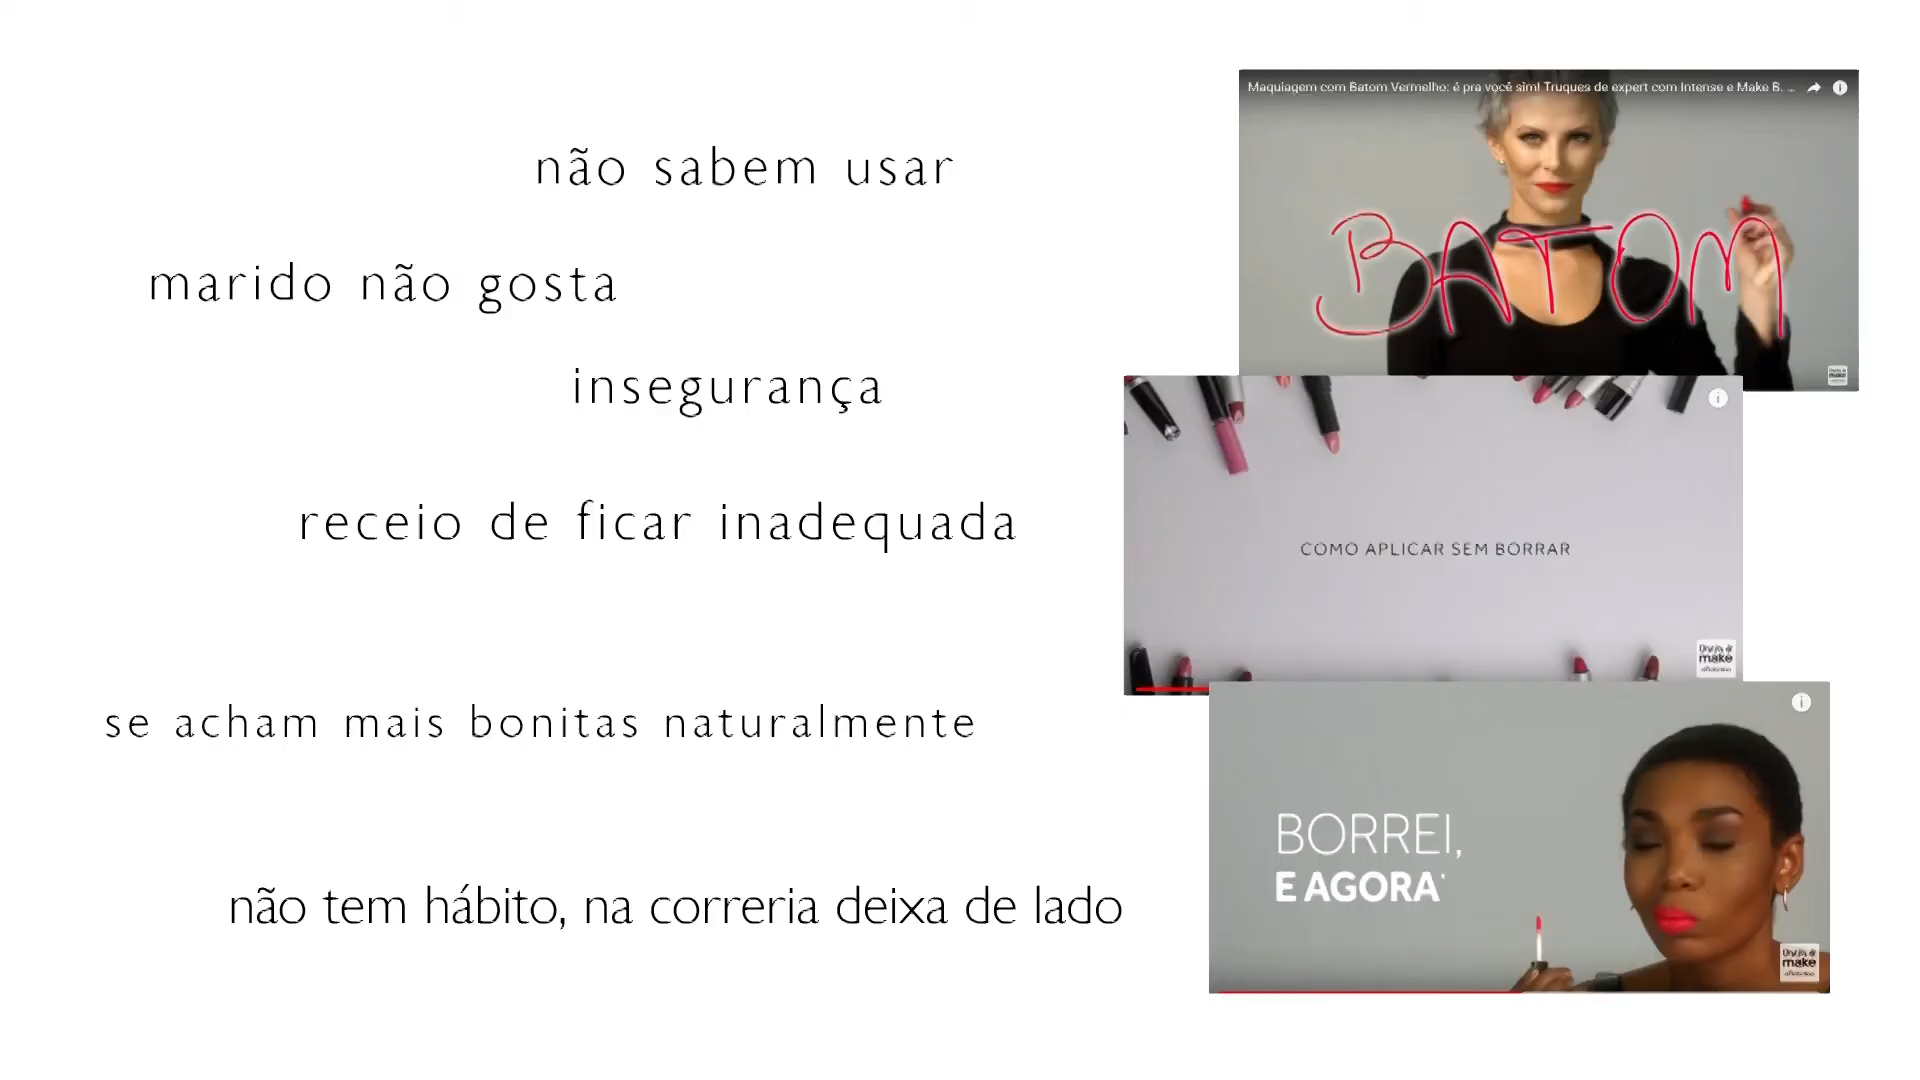 não sabem usar
marido não gosta
insegurança
receio de ficar inadequada
se acham mais bonitas naturalmente
não tem hábito, na correria deixa de lado
Maquiagem com Batom Vermelho: é pra você sim! Truques de expert com Intense e Make B. ...
BATOM
COMO APLICAR SEM BORRAR
make
BORREI,
E AGORA
make